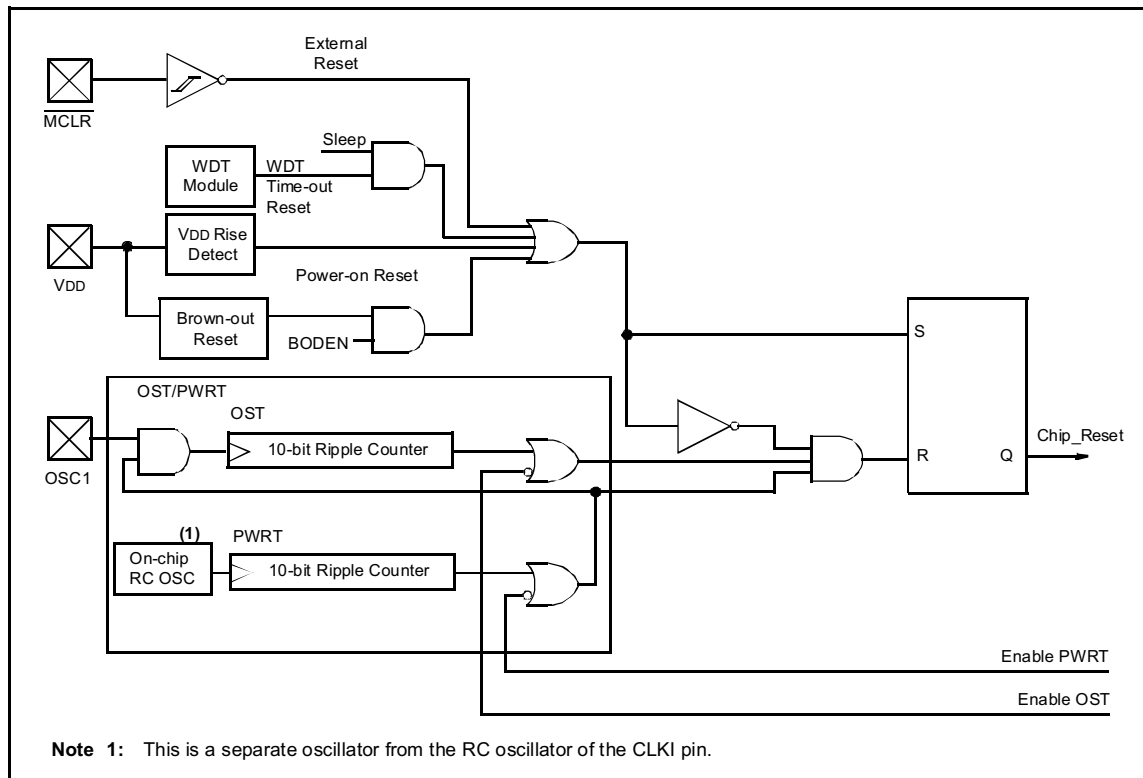 External
Reset
MCLR
Sleep
WDT
Module
WDT
Time-out
Reset
VDD Rise
Detect
VDD
Power-on Reset
Brown-out
Reset
BODEN
S
OST/PWRT
OST
10-bit Ripple Counter
OSC1
Chip_Reset
R
Q
(1)
PWRT
On-chip
RC OSC
10-bit Ripple Counter
Enable PWRT
Enable OST
Note 1: This is a separate oscillator from the RC oscillator of the CLKI pin.